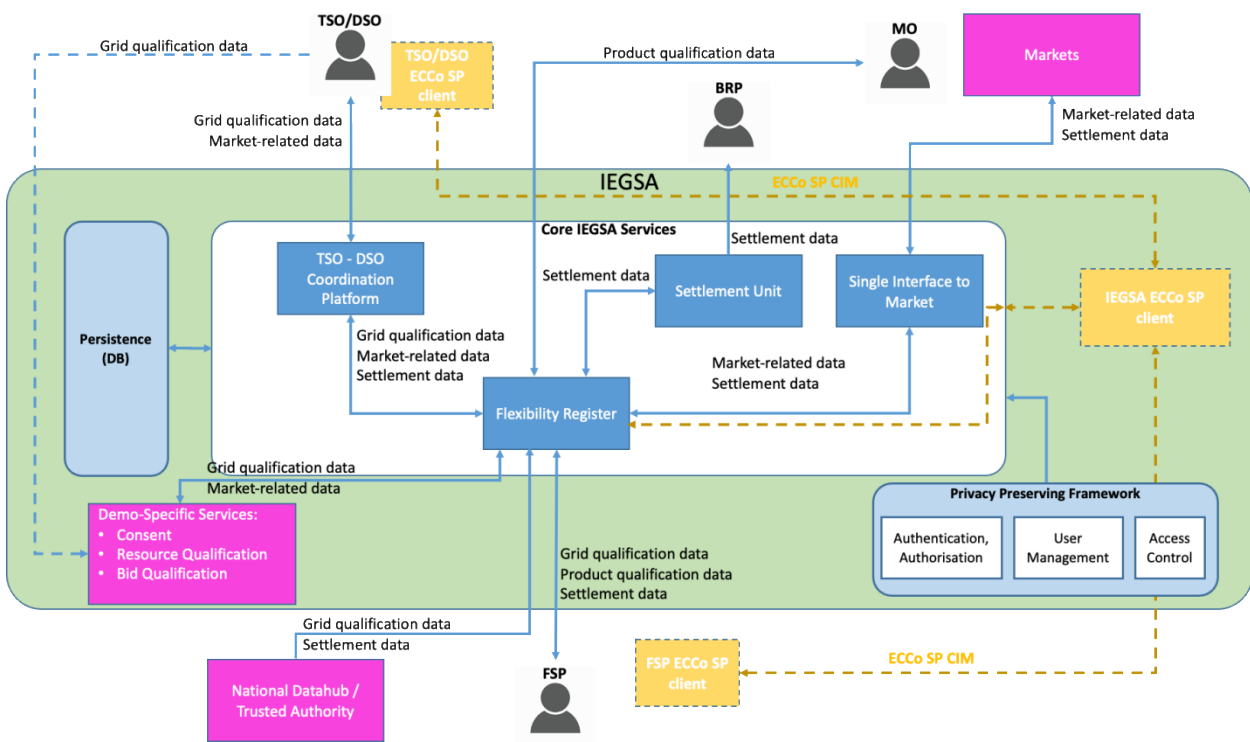 TSO/DSO
MO
Grid qualification data
TSO/DSO
ECCo SP
client
Product qualification data
Markets
BRP
Grid qualification data
Market-related data
Market-related data
Settlement data
IEGSA
ECCo SP CIM
Core IEGSA Services
Settlement data
TSO - DSO
Coordination
Platform
Settlement data
Settlement Unit
Single Interface to
Market
IEGSA ECCo SP
client
Persistence
(DB)
Grid qualification data
Market-related data
Settlement data
Market-related data
Settlement data
Flexibility Register
Grid qualification data
Market-related data
Privacy Preserving Framework
Authentication,
Authorisation
User
Management
Access
Control
Demo-Specific Services:
• Consent
• Resource Qualification
• Bid Qualification
Grid qualification data
Product qualification data
Settlement data
Grid qualification data
Settlement data
FSP ECCo SP
client
ECCo SP CIM
FSP
National Datahub /
Trusted Authority